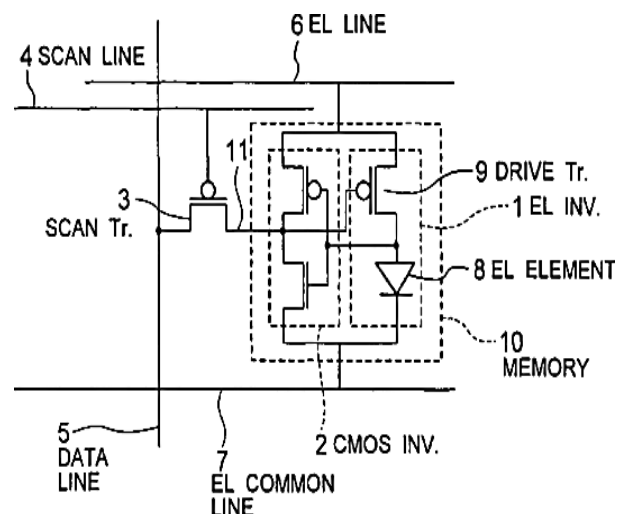 6 EL LINE
4 SCAN LINE
11
3
SCAN Tr.
9 DRIVE Tr.
1 EL INV.
8 EL ELEMENT
10
MEMORY
5
DATA
LINE
7
EL COMMON
LINE
2 CMOS INV.